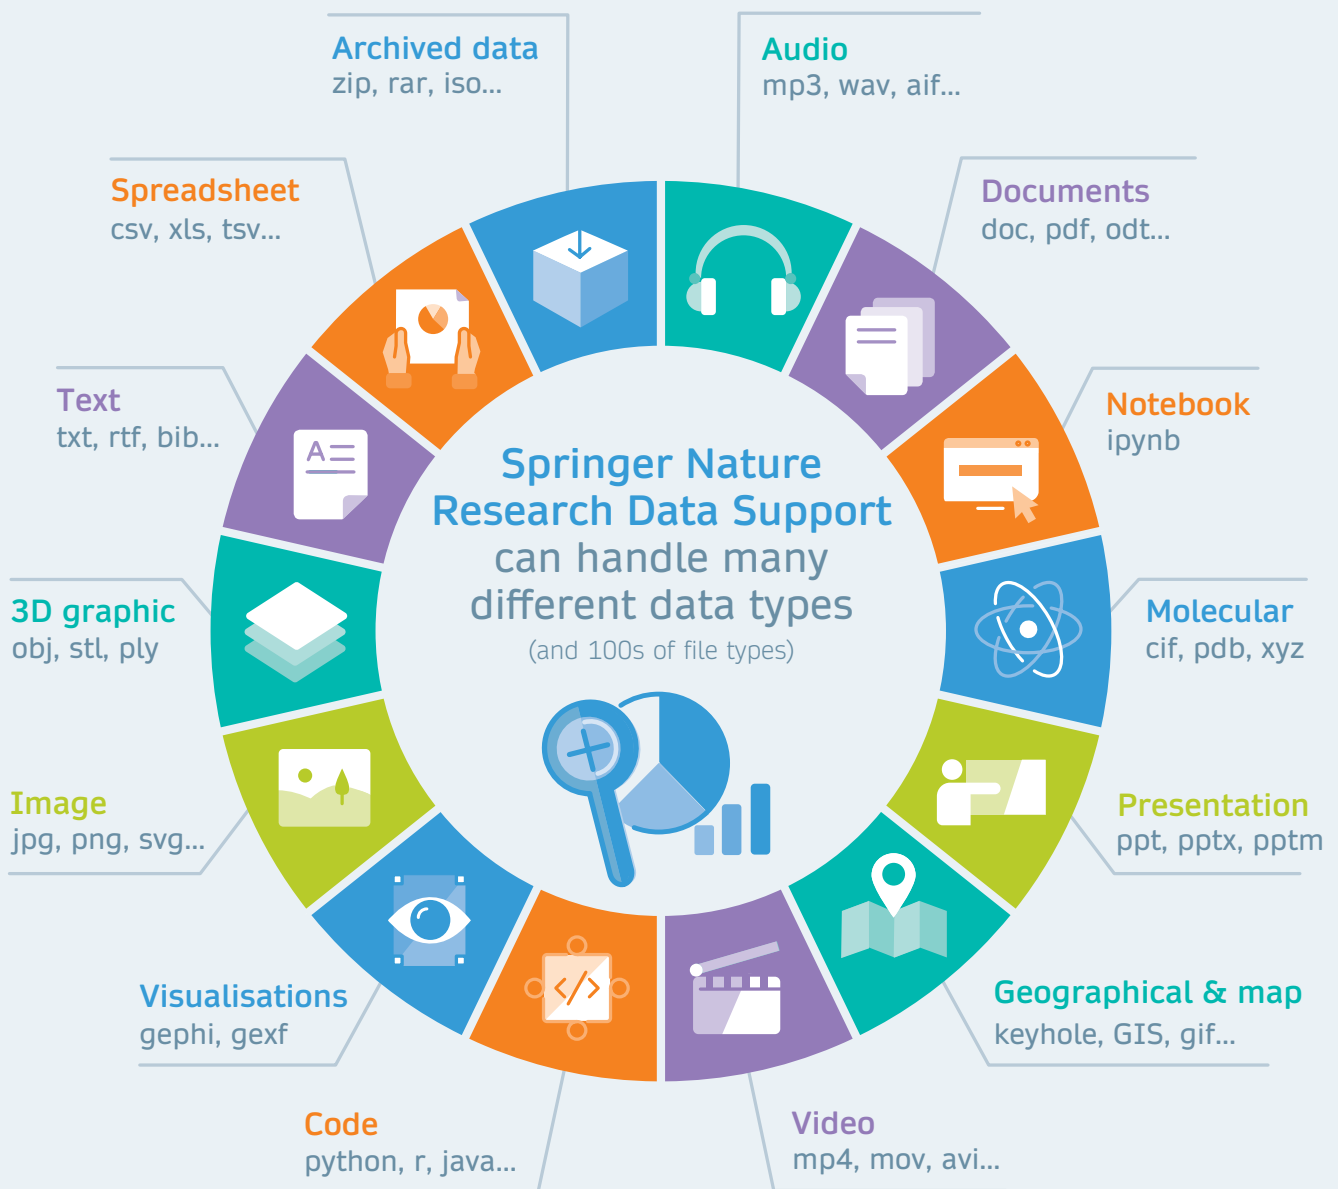 Archived data
zip, rar, iso...
Audio
mp3, wav, aif...
Spreadsheet
csv, xls, tsv...
Documents
doc, pdf, odt...
Text
txt, rtf, bib...
Notebook
ipynb
Springer Nature
Research Data Support
can handle many
different data types
(and 100s of file types)
3D graphic
obj, stl, ply
Molecular
cif, pdb, xyz
Image
jpg, png, svg...
Presentation
ppt, pptx, pptm
Visualisations
gephi, gexf
Geographical & map
keyhole, GIS, gif...
Code
python, r, java...
Video
mp4, mov, avi...
A
</>